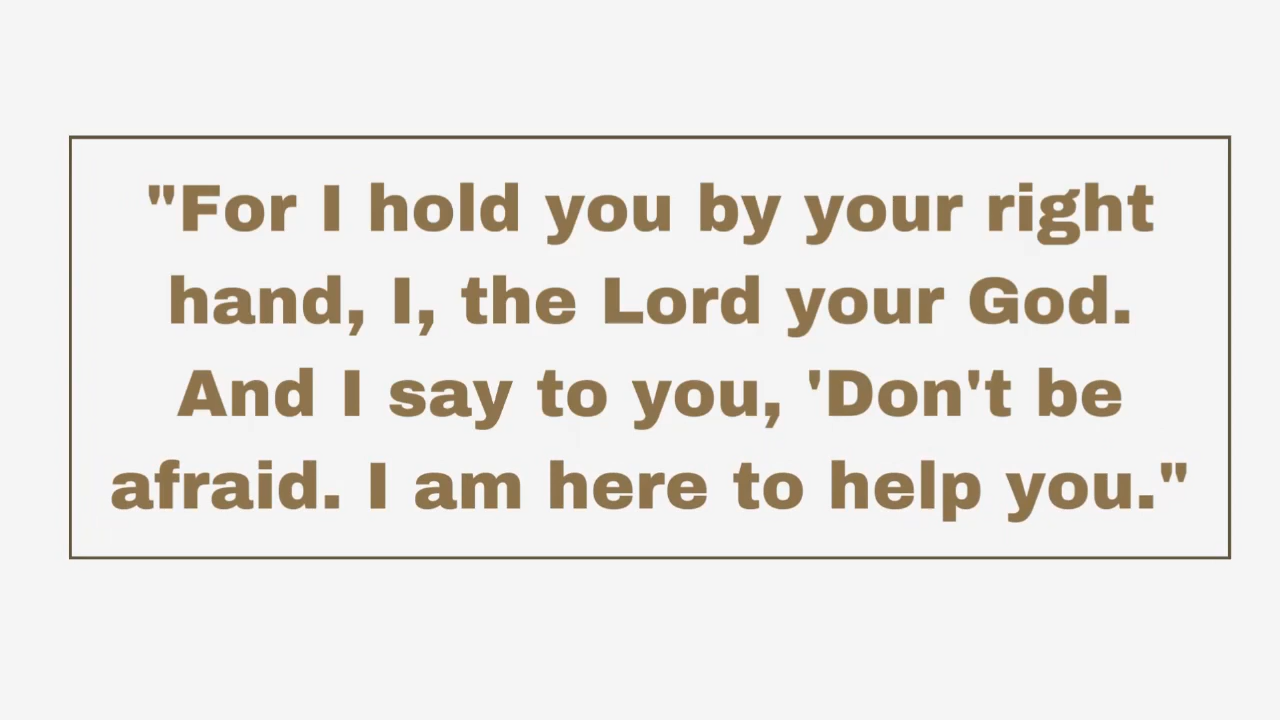 "For I hold you by your right
hand, I, the Lord your God.
And I say to you, 'Don't be
afraid. I am here to help you."